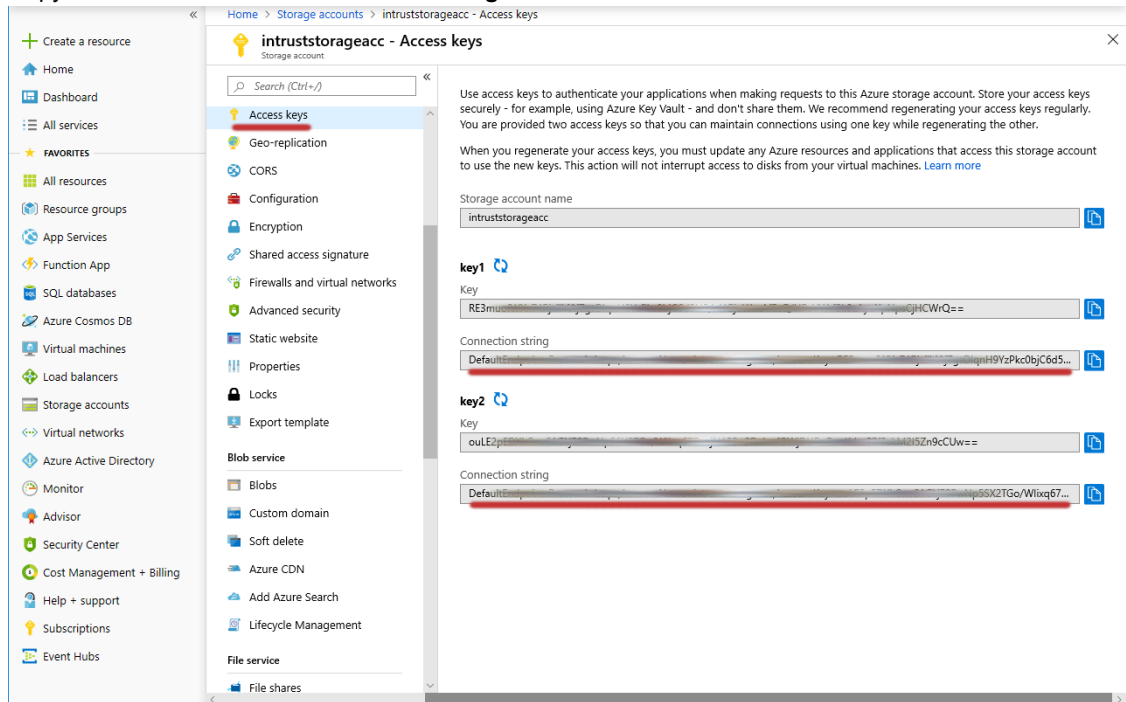 Home > Storage accounts > intruststorageacc - Access keys
Create a resource
Home
Dashboard
All services
FAVORITES
All resources
Resource groups
App Services
Function App
SQL databases
Azure Cosmos DB
Virtual machines
Load balancers
Storage accounts
Virtual networks
Azure Active Directory
Monitor
Advisor
Security Center
Cost Management + Billing
Help + support
Subscriptions
Event Hubs
intruststorageacc - Access keys
Storage account
Search (Ctrl+/)
Access keys
Geo-replication
CORS
Configuration
Encryption
Shared access signature
Firewalls and virtual networks
Advanced security
Static website
Properties
Locks
Export template
Blob service
Blobs
Custom domain
Soft delete
Azure CDN
Add Azure Search
Lifecycle Management
File service
File shares
Use access keys to authenticate your applications when making requests to this Azure storage account. Store your access keys
securely - for example, using Azure Key Vault - and don't share them. We recommend regenerating your access keys regularly.
You are provided two access keys so that you can maintain connections using one key while regenerating the other.
When you regenerate your access keys, you must update any Azure resources and applications that access this storage account
to use the new keys. This action will not interrupt access to disks from your virtual machines. Learn more
Storage account name
intruststorageacc
key1
Key
Connection string
key2
Key
Connection string